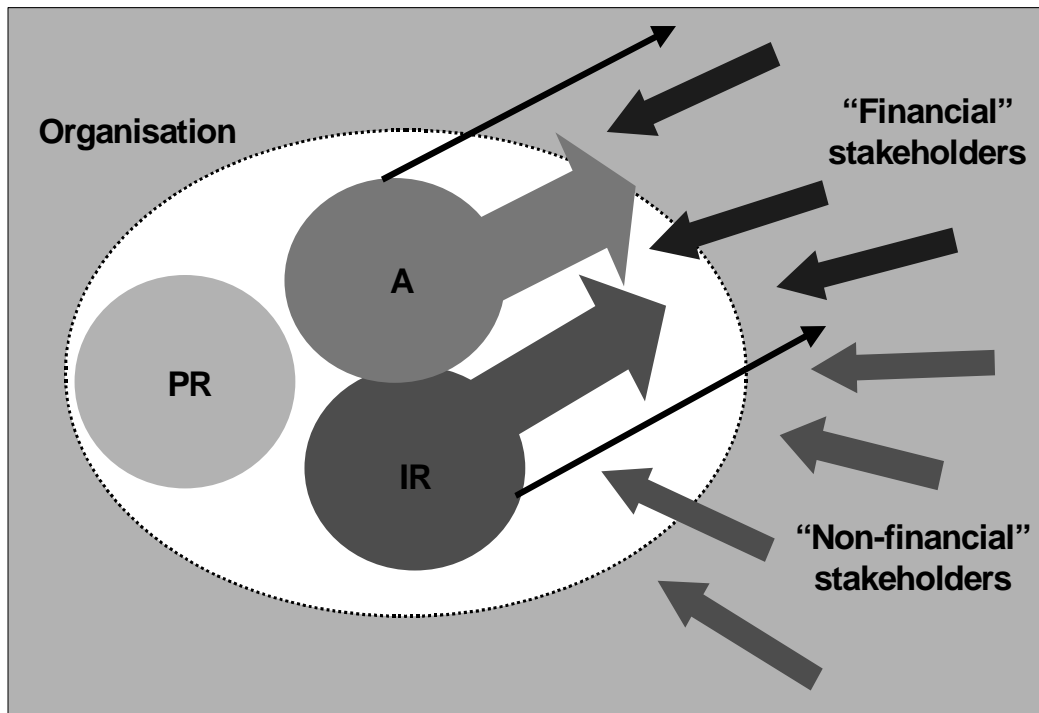 Organisation
“Financial”
stakeholders
A
PR
IR
“Non-financial”
stakeholders